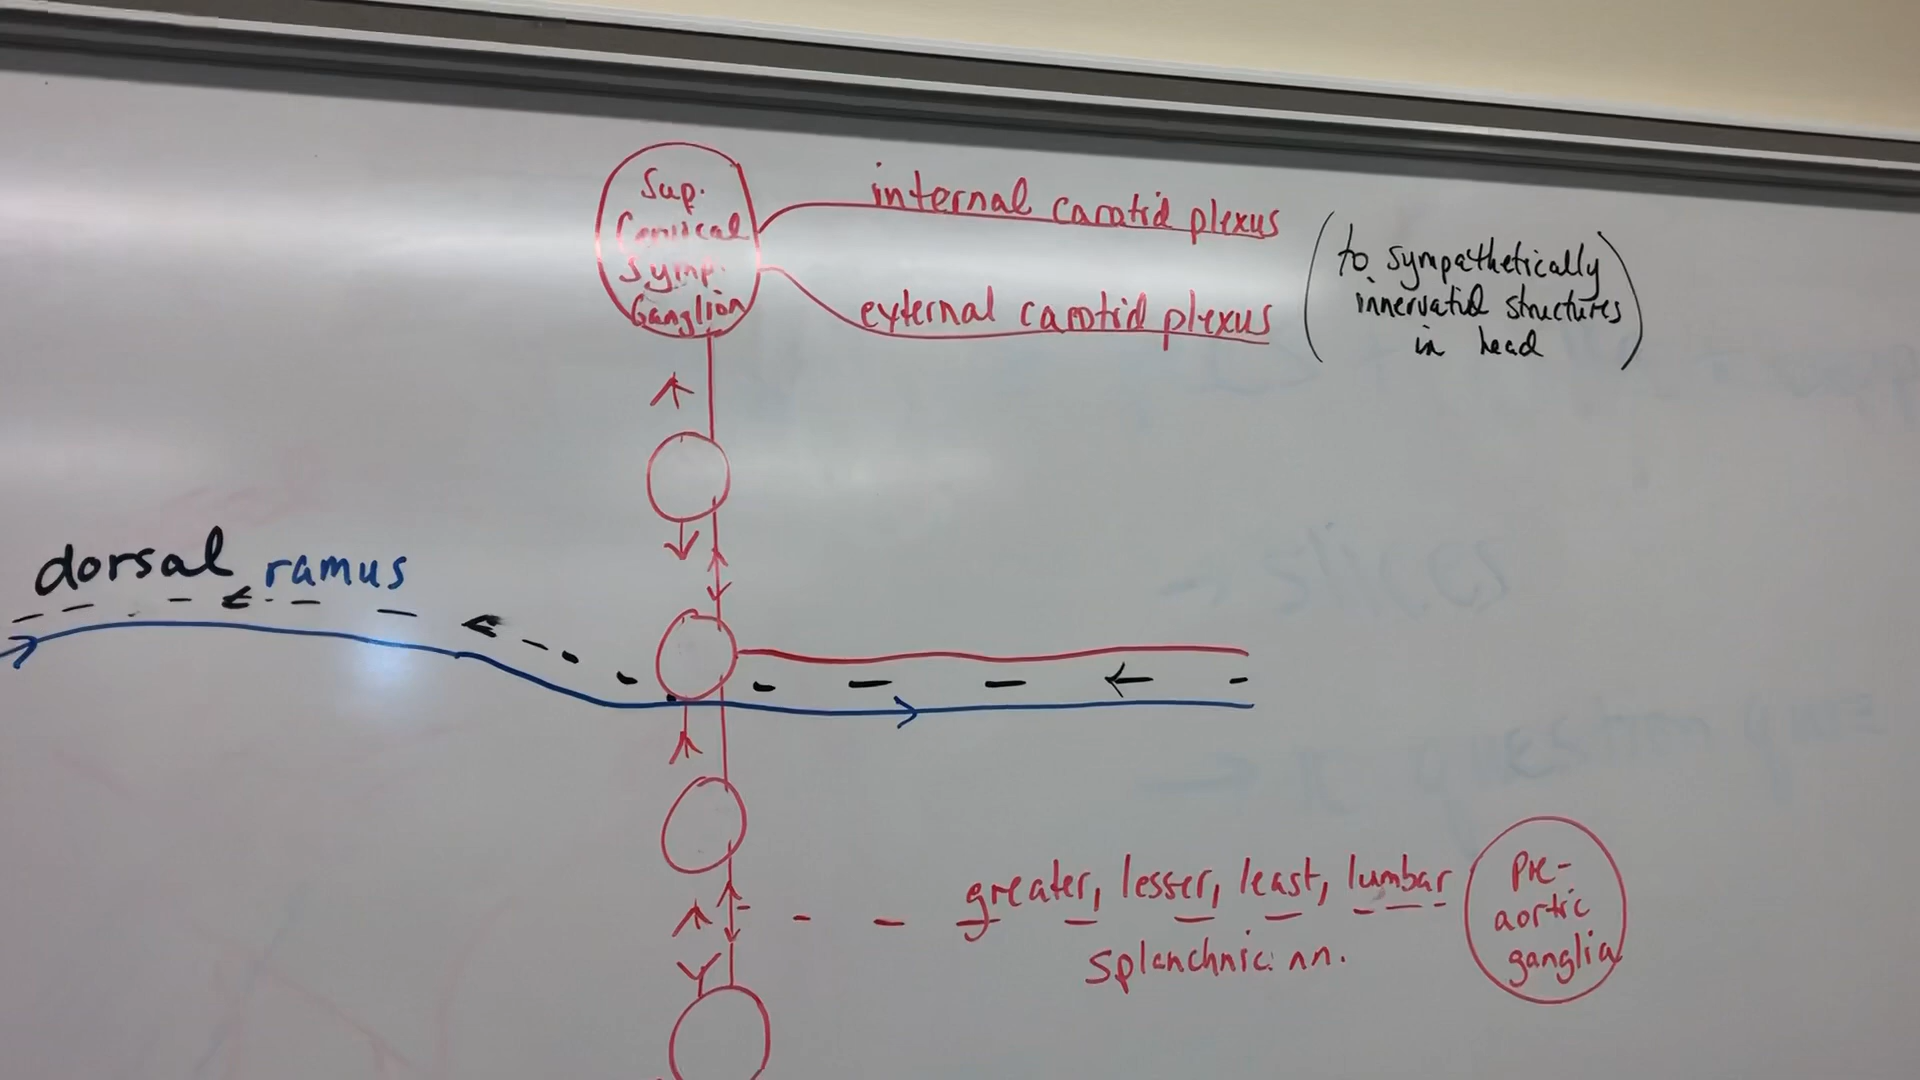 Sup.
Cervical
Symp.
Ganglion
internal carotid plexus
external carotid plexus
(to sympathetically
innervated structures
in head)
dorsal ramus
greater, lesser, least, lumbar
splanchnic nn.
Pre-
aortic
ganglia